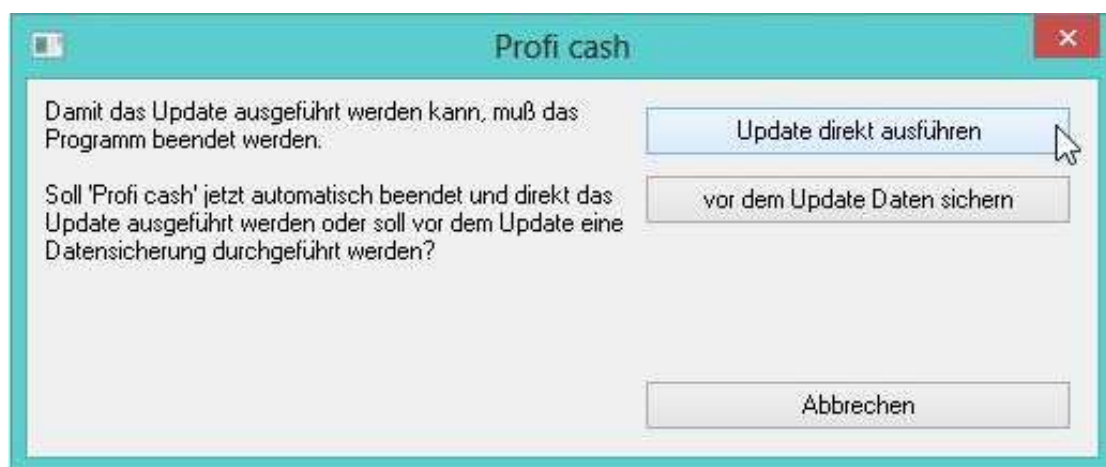 Profi cash
Damit das Update ausgeführt werden kann, muß das
Programm beendet werden.
Soll 'Profi cash' jetzt automatisch beendet und direkt das
Update ausgeführt werden oder soll vor dem Update eine
Datensicherung durchgeführt werden?
Update direkt ausführen
vor dem Update Daten sichern
Abbrechen